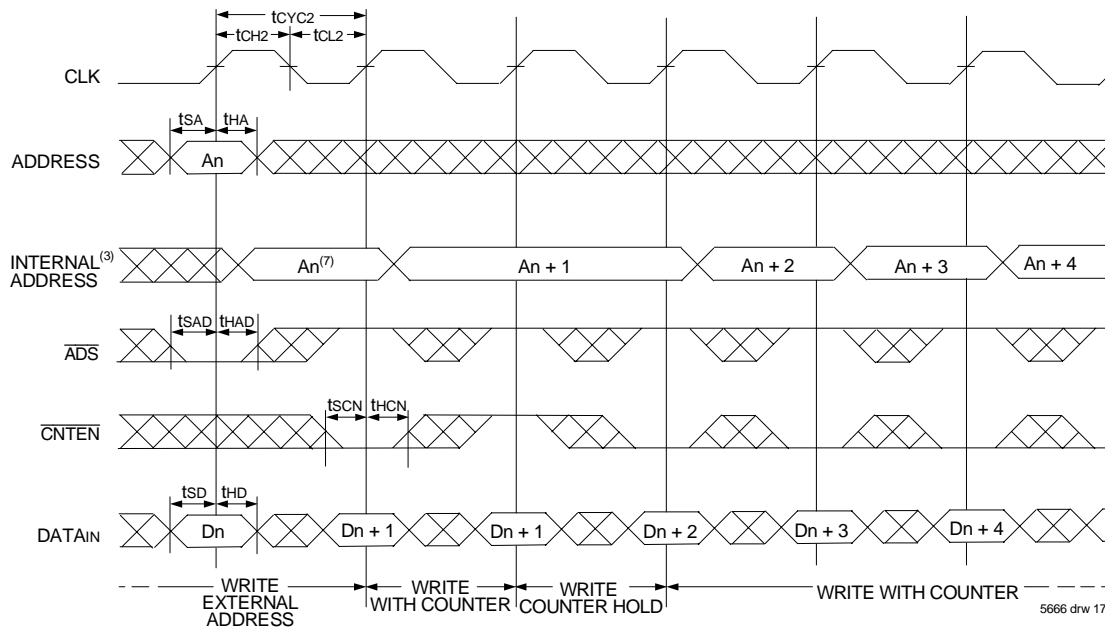 tCYC2
tCH2 tCL2
CLK
tSA tHA
ADDRESS An
INTERNAL(3) ADDRESS An(7) An + 1 An + 2 An + 3 An + 4
tSAD tHAD
ADS
tSCN tHCN
CNTEN
tSD tHD
DATAIN Dn Dn + 1 Dn + 1 Dn + 2 Dn + 3 Dn + 4
WRITE EXTERNAL ADDRESS
WRITE WITH COUNTER
WRITE COUNTER HOLD
WRITE WITH COUNTER
5666 drw 17